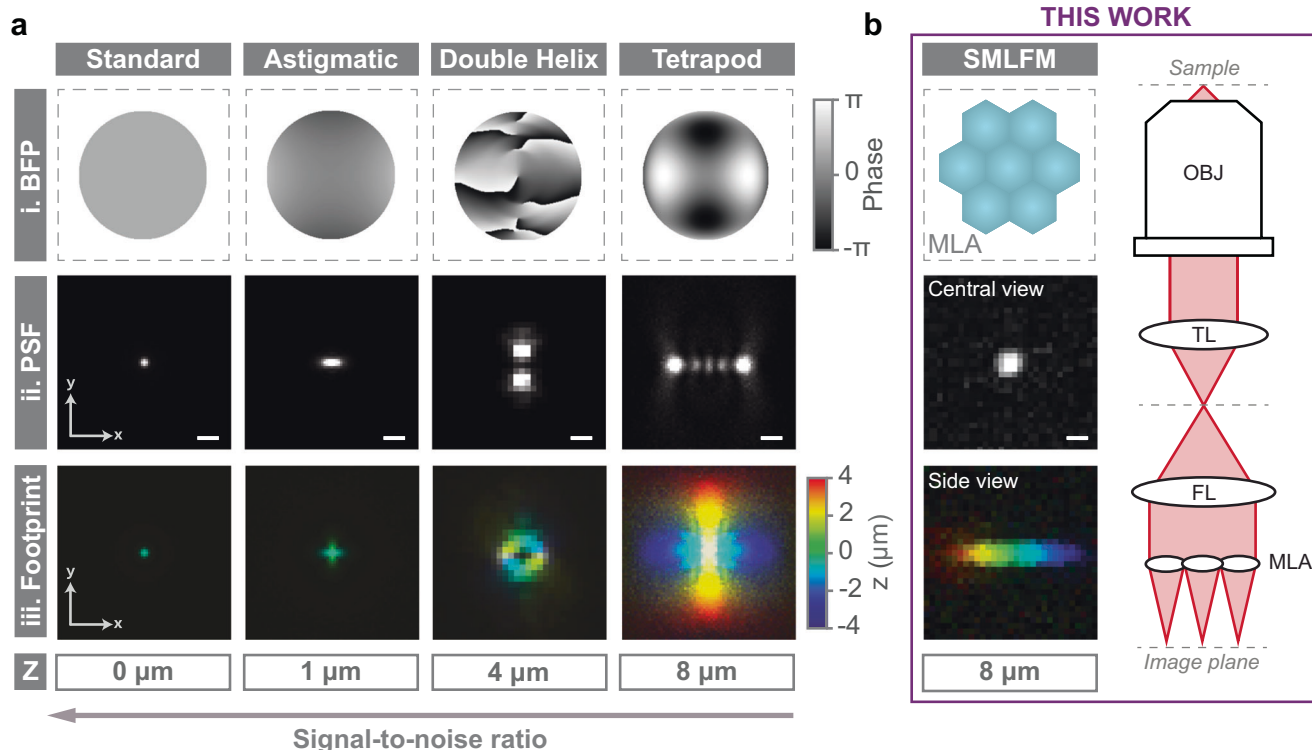 THIS WORK
a
b
Standard
Astigmatic
Double Helix
Tetrapod
SMLFM
Sample
i. BFP
π
0
-π
Phase
MLA
OBJ
ii. PSF
y
x
Central view
TL
iii. Footprint
y
x
4
2
0
-2
-4
z (μm)
Side view
FL
MLA
Image plane
Z
0 μm
1 μm
4 μm
8 μm
8 μm
Signal-to-noise ratio